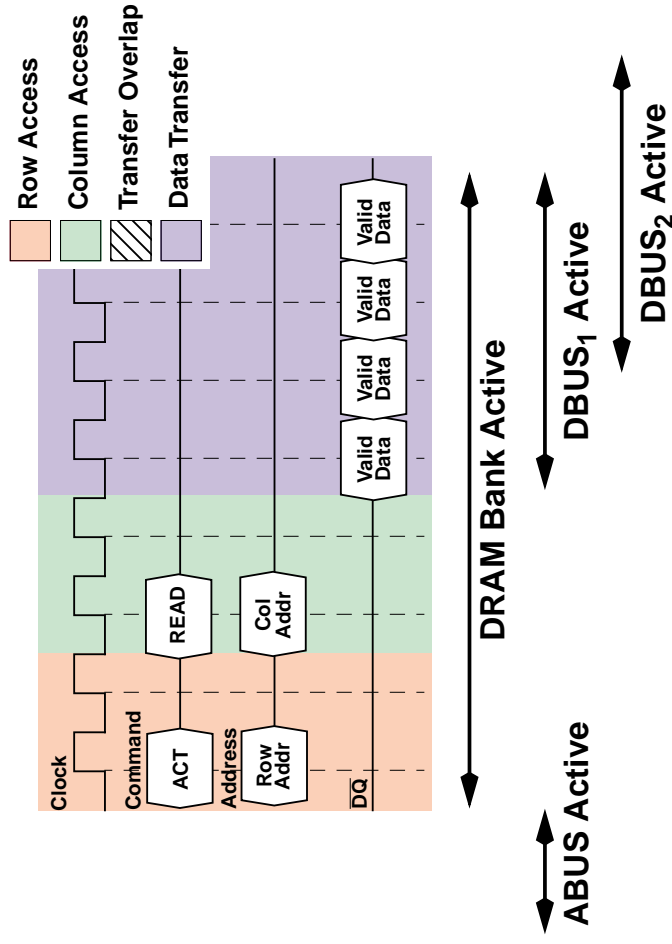 Row Access
Column Access
Transfer Overlap
Data Transfer
Clock
Command
ACT
READ
Address
Row
Addr
Col
Addr
DQ
Valid
Data
Valid
Data
Valid
Data
Valid
Data
DRAM Bank Active
ABUS Active
DBUS₁ Active
DBUS₂ Active